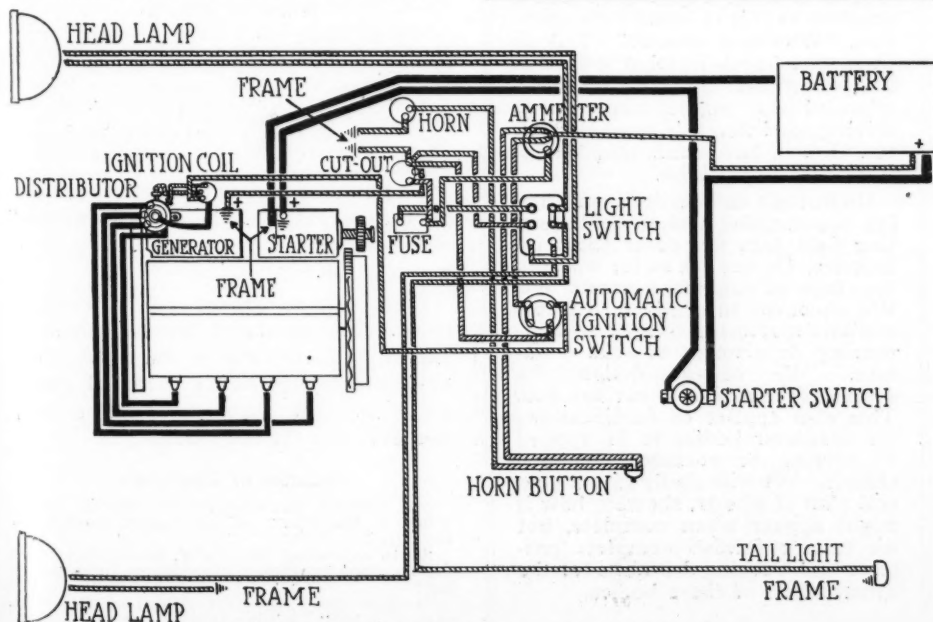 HEAD LAMP
BATTERY
FRAME
HORN
AMMETER
+
CUT-OUT
IGNITION COIL
DISTRIBUTOR
+
+
LIGHT
SWITCH
GENERATOR
STARTER
FUSE
FRAME
AUTOMATIC
IGNITION
SWITCH
STARTER SWITCH
HORN BUTTON
TAIL LIGHT
FRAME
FRAME
HEAD LAMP